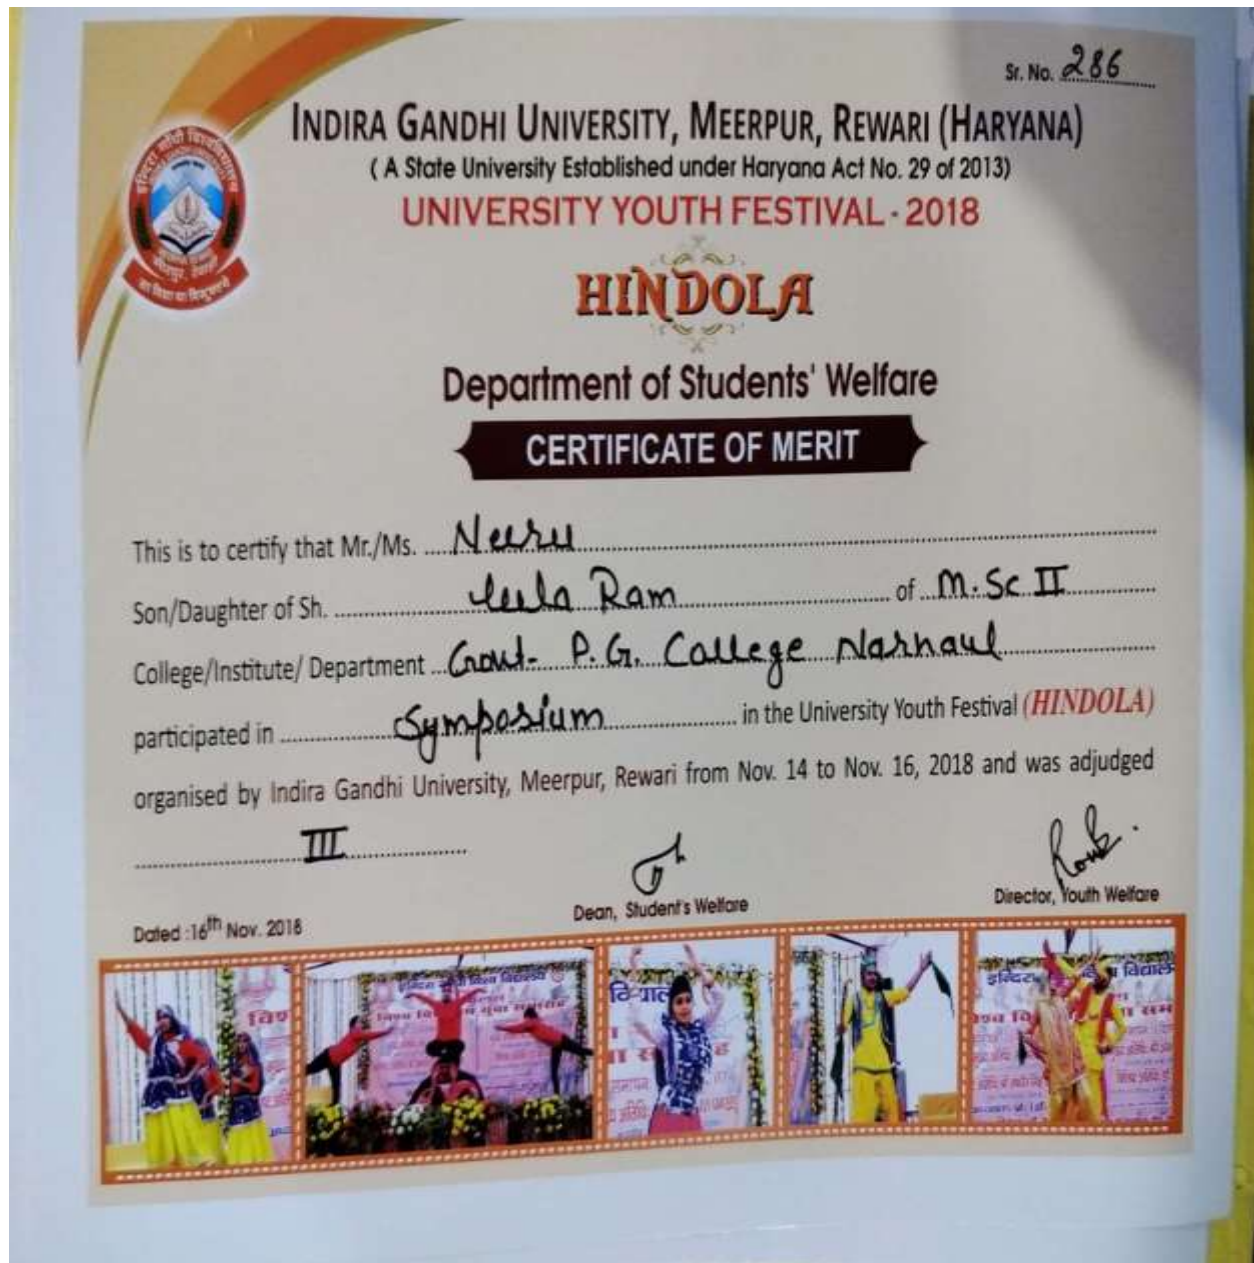 Sr. No. 286
INDIRA GANDHI UNIVERSITY, MEERPUR, REWARI (HARYANA)
( A State University Established under Haryana Act No. 29 of 2013)
UNIVERSITY YOUTH FESTIVAL - 2018
HINDOLA
Department of Students' Welfare
CERTIFICATE OF MERIT
This is to certify that Mr./Ms. Neeru
Son/Daughter of Sh. Leela Ram of M.Sc II
College/Institute/ Department Govt. P.G. College Narnaul
participated in Symposium in the University Youth Festival (HINDOLA)
organised by Indira Gandhi University, Meerpur, Rewari from Nov. 14 to Nov. 16, 2018 and was adjudged
III
Dean, Student's Welfare
Director, Youth Welfare
Dated :16th Nov. 2018